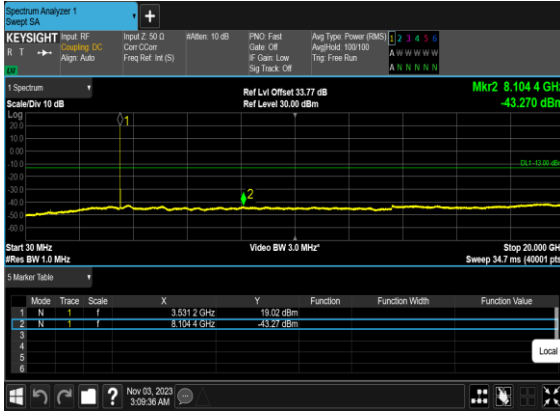 Spectrum Analyzer 1
Swept SA
+
KEYSIGHT
R T
Input: RF
Coupling: DC
Align: Auto
Input Z: 50 Ω
Corr CCorr
Freq Ref: Int (S)
#Atten: 10 dB
PNO: Fast
Gate: Off
IF Gain: Low
Sig Track: Off
Avg Type: Power (RMS)
Avg|Hold: 100/100
Trig: Free Run
1 2 3 4 5 6
A W W W W W
A N N N N N
1 Spectrum
Scale/Div 10 dB
Log
Ref Lvl Offset 33.77 dB
Ref Level 30.00 dBm
Mkr2 8.104 4 GHz
-43.270 dBm
20.0
10.0
0.00
-10.0
-20.0
-30.0
-40.0
-50.0
-60.0
1
2
DL1 -13.00 dBm
Start 30 MHz
#Res BW 1.0 MHz
Video BW 3.0 MHz*
Stop 20.000 GHz
Sweep 34.7 ms (40001 pts)
5 Marker Table
Mode Trace Scale X Y Function Function Width Function Value
1 N 1 f 3.531 2 GHz 19.02 dBm
2 N 1 f 8.104 4 GHz -43.27 dBm
3
4
5
6
Local
?
Nov 03, 2023
3:09:36 AM